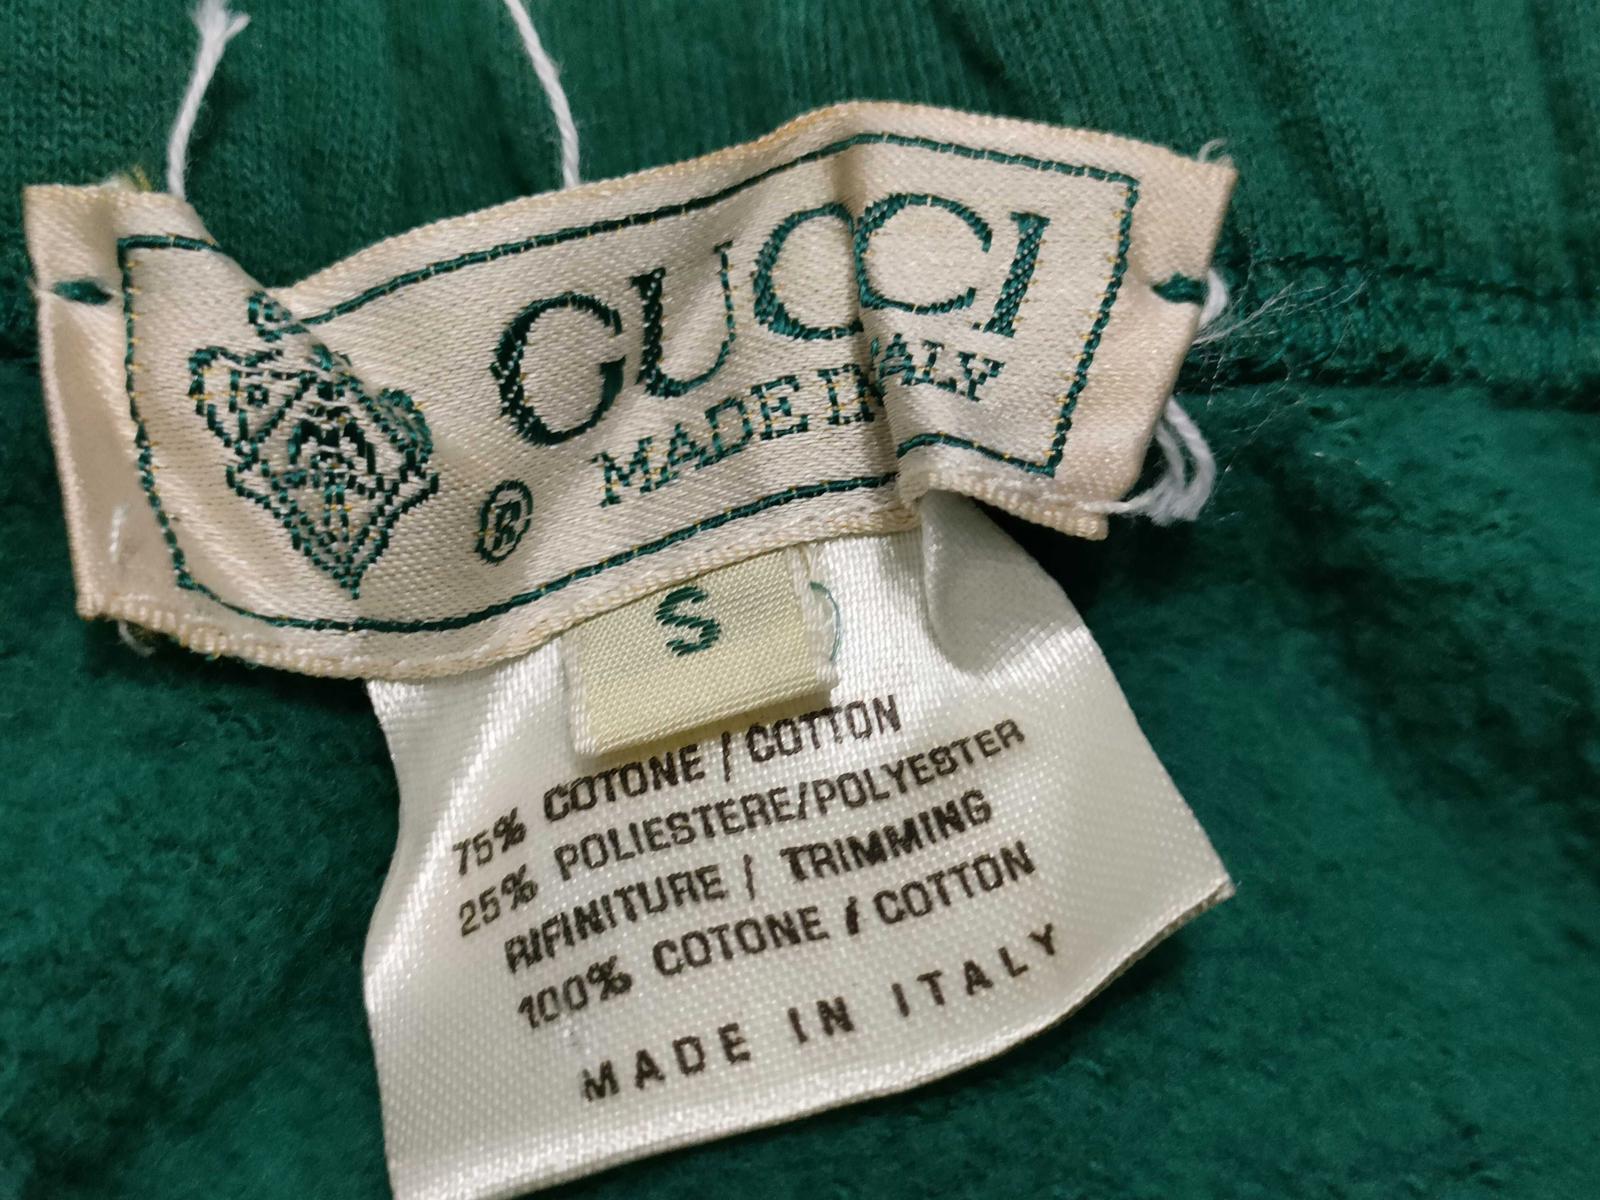 GUCCI
® MADE IN ITALY
S
75% COTONE / COTTON
25% POLIESTERE/POLYESTER
RIFINITURE / TRIMMING
100% COTONE / COTTON
MADE IN ITALY